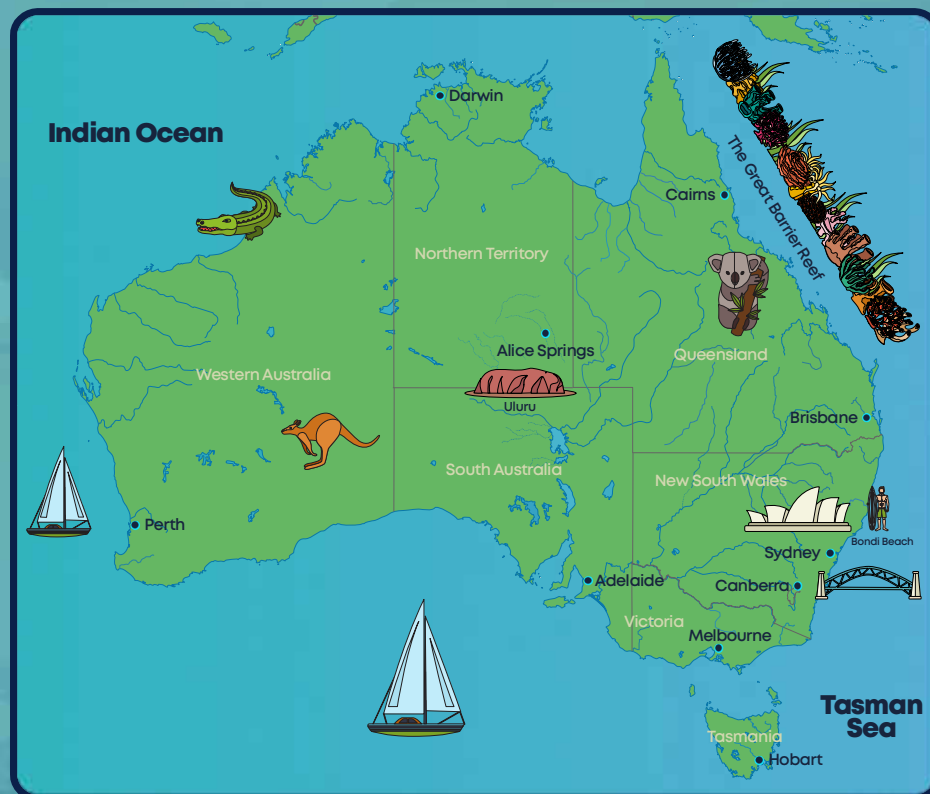 Darwin
Indian Ocean
The Great Barrier Reef
Cairns
Northern Territory
Alice Springs
Queensland
Western Australia
Uluru
Brisbane
South Australia
New South Wales
Perth
Bondi Beach
Sydney
Adelaide
Canberra
Victoria
Melbourne
Tasman
Sea
Tasmania
Hobart